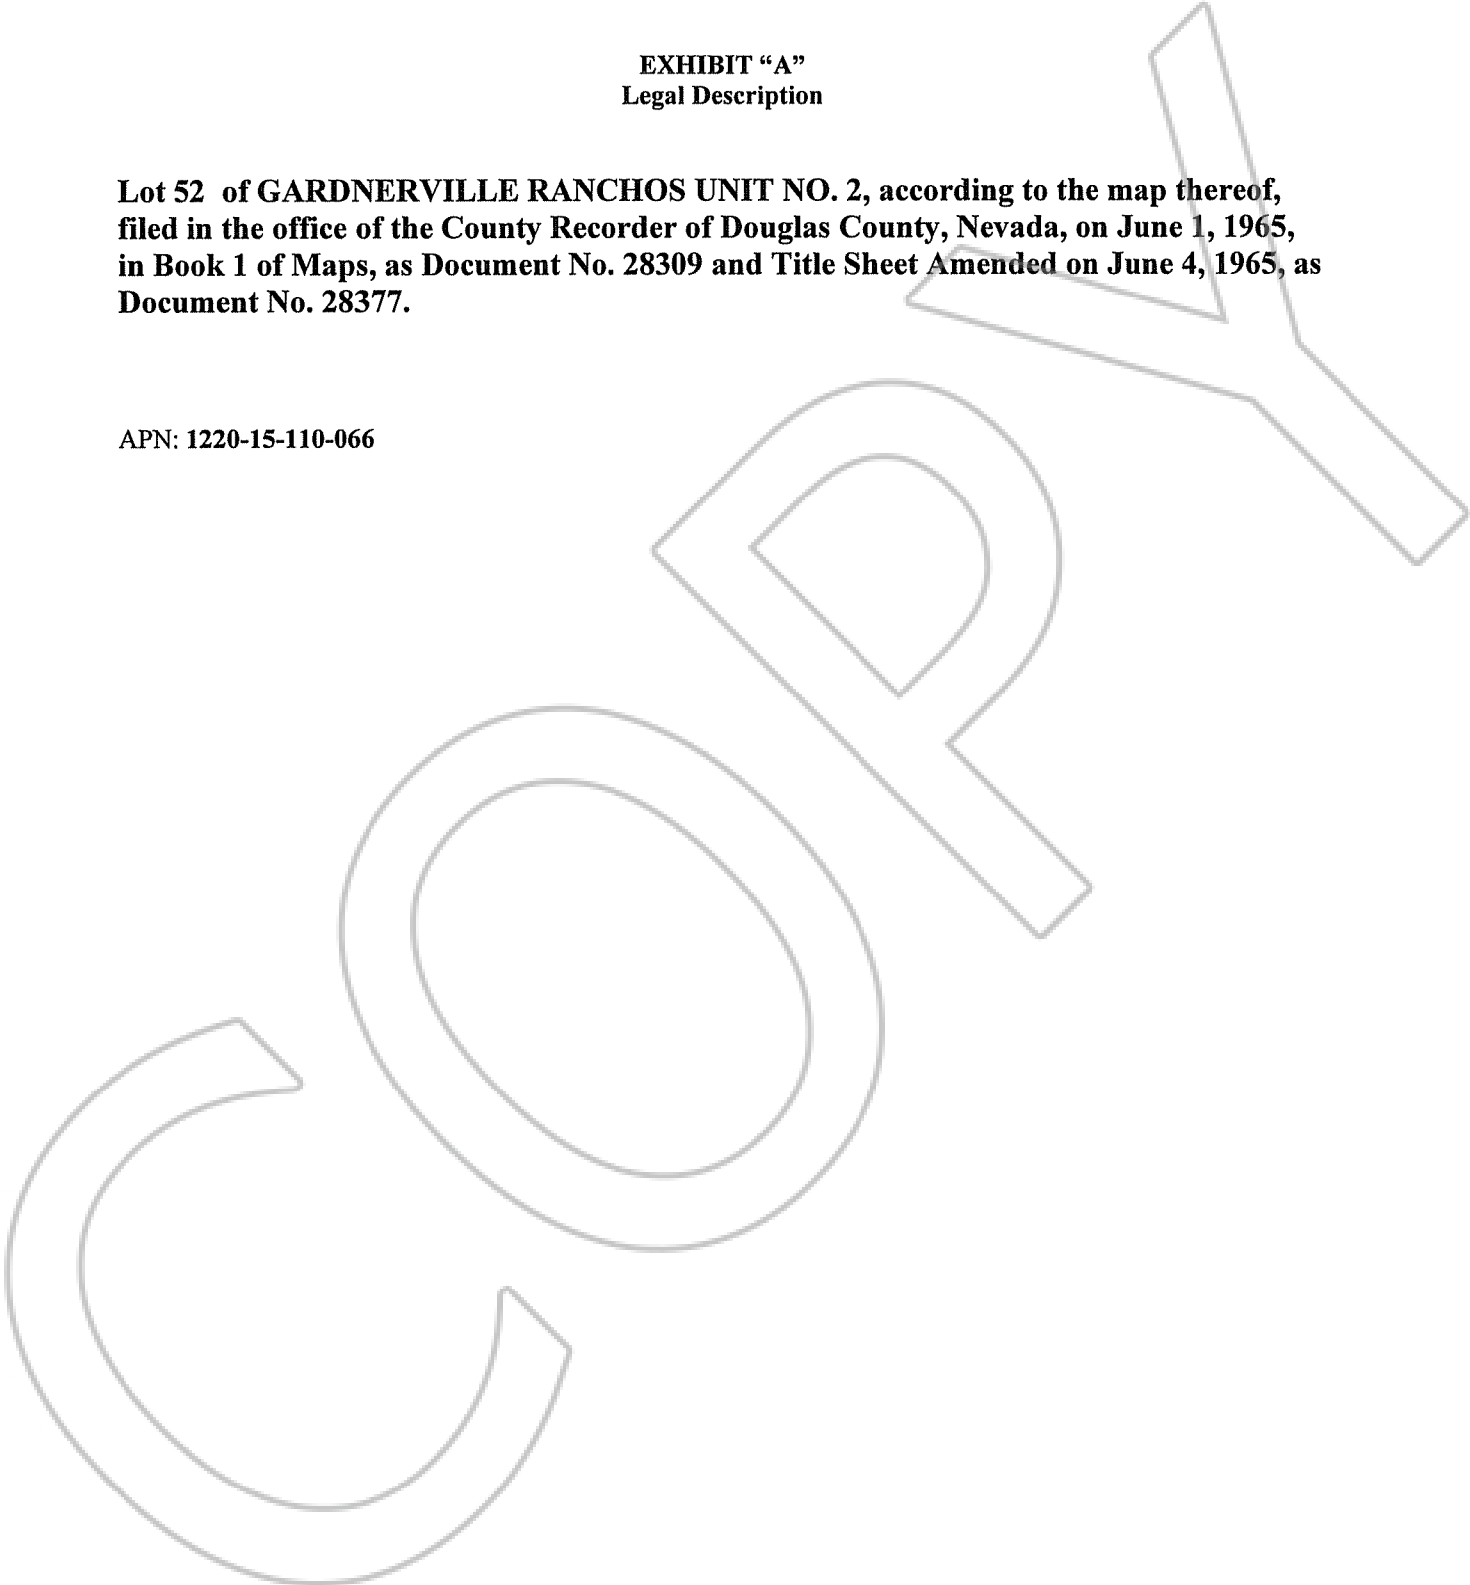 EXHIBIT “A”
Legal Description
Lot 52 of GARDNERVILLE RANCHOS UNIT NO. 2, according to the map thereof,
filed in the office of the County Recorder of Douglas County, Nevada, on June 1, 1965,
in Book 1 of Maps, as Document No. 28309 and Title Sheet Amended on June 4, 1965, as
Document No. 28377.
APN: 1220-15-110-066
COPY